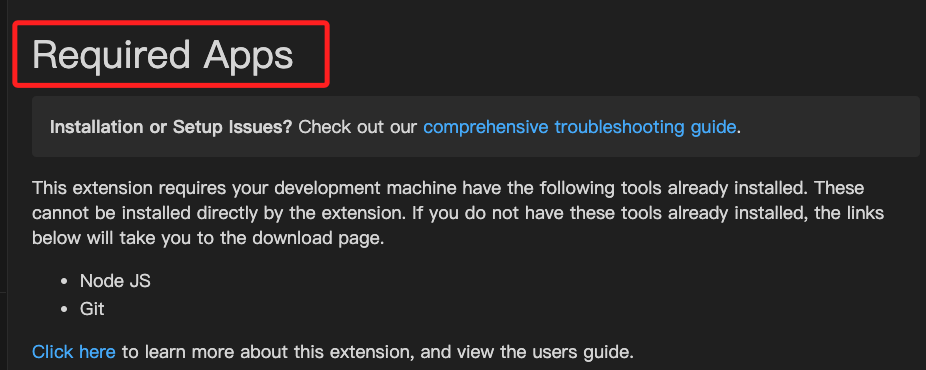 Required Apps
Installation or Setup Issues? Check out our comprehensive troubleshooting guide.
This extension requires your development machine have the following tools already installed. These
cannot be installed directly by the extension. If you do not have these tools already installed, the links
below will take you to the download page.
• Node JS
• Git
Click here to learn more about this extension, and view the users guide.